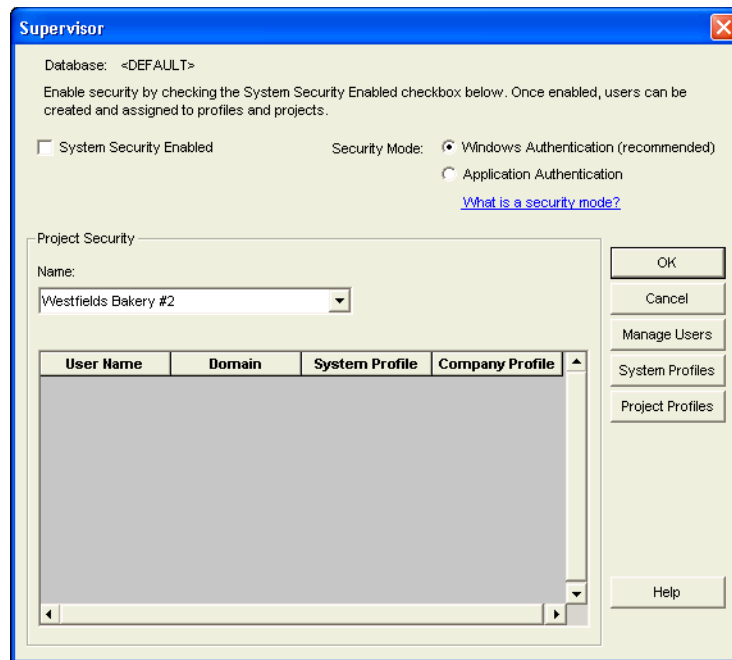 Supervisor
Database: <DEFAULT>
Enable security by checking the System Security Enabled checkbox below. Once enabled, users can be
created and assigned to profiles and projects.
System Security Enabled
Security Mode:
Windows Authentication (recommended)
Application Authentication
What is a security mode?
Project Security
Name:
Westfields Bakery #2
User Name Domain System Profile Company Profile
OK
Cancel
Manage Users
System Profiles
Project Profiles
Help